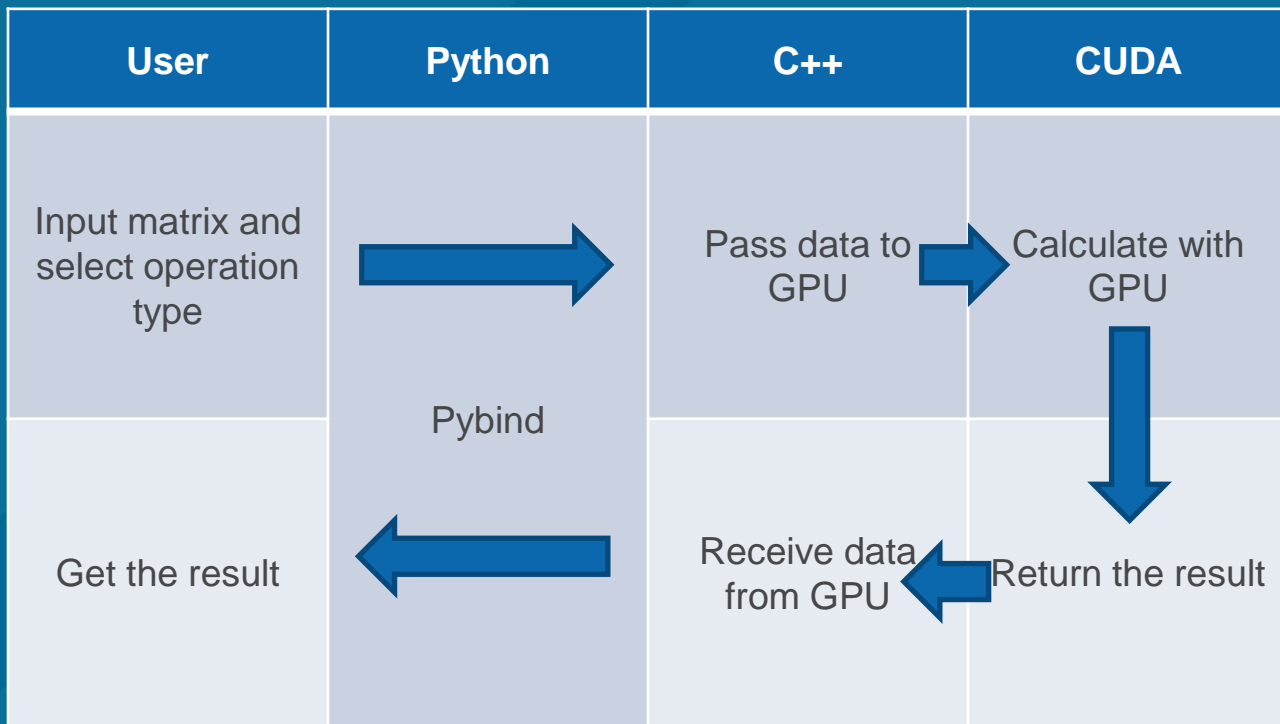 User
Python
C++
CUDA
Input matrix and
select operation
type
Pass data to
GPU
Calculate with
GPU
Pybind
Get the result
Receive data
from GPU
Return the result